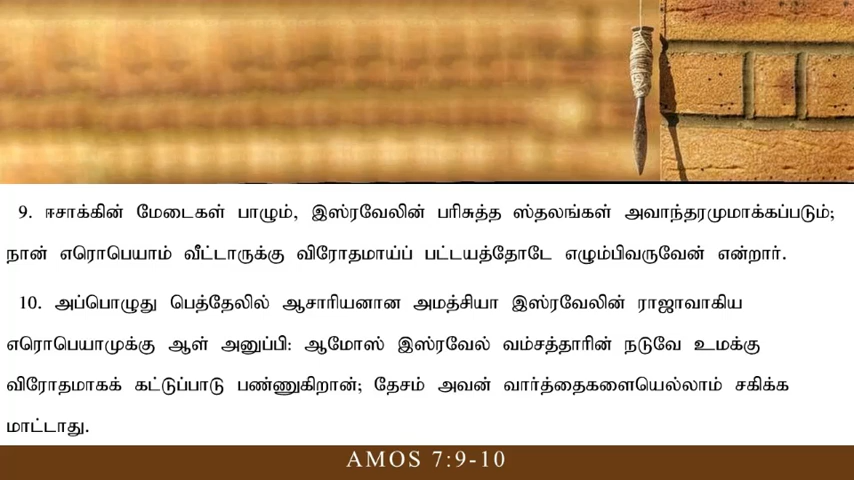 9. ஈசாக்கின் மேடைகள் பாழும், இஸ்ரவேலின் பரிசுத்த ஸ்தலங்கள் அவாந்தரமுமாக்கப்படும்;
நான் எரொபெயாம் வீட்டாருக்கு விரோதமாய்ப் பட்டயத்தோடே எழும்பிவருவேன் என்றார்.
10. அப்பொழுது பெத்தேலில் ஆசாரியனான அமத்சியா இஸ்ரவேலின் ராஜாவாகிய
எரொபெயாமுக்கு ஆள் அனுப்பி: ஆமோஸ் இஸ்ரவேல் வம்சத்தாரின் நடுவே உமக்கு
விரோதமாகக் கட்டுப்பாடு பண்ணுகிறான்; தேசம் அவன் வார்த்தைகளையெல்லாம் சகிக்க
மாட்டாது.
AMOS 7:9-10